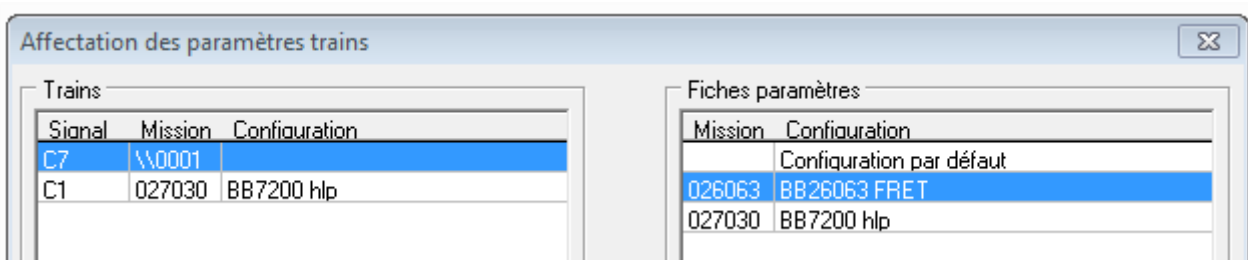 Affectation des paramètres trains
Trains
Signal Mission Configuration
C7 \\0001
C1 027030 BB7200 hlp
Fiches paramètres
Mission Configuration
Configuration par défaut
026063 BB26063 FRET
027030 BB7200 hlp